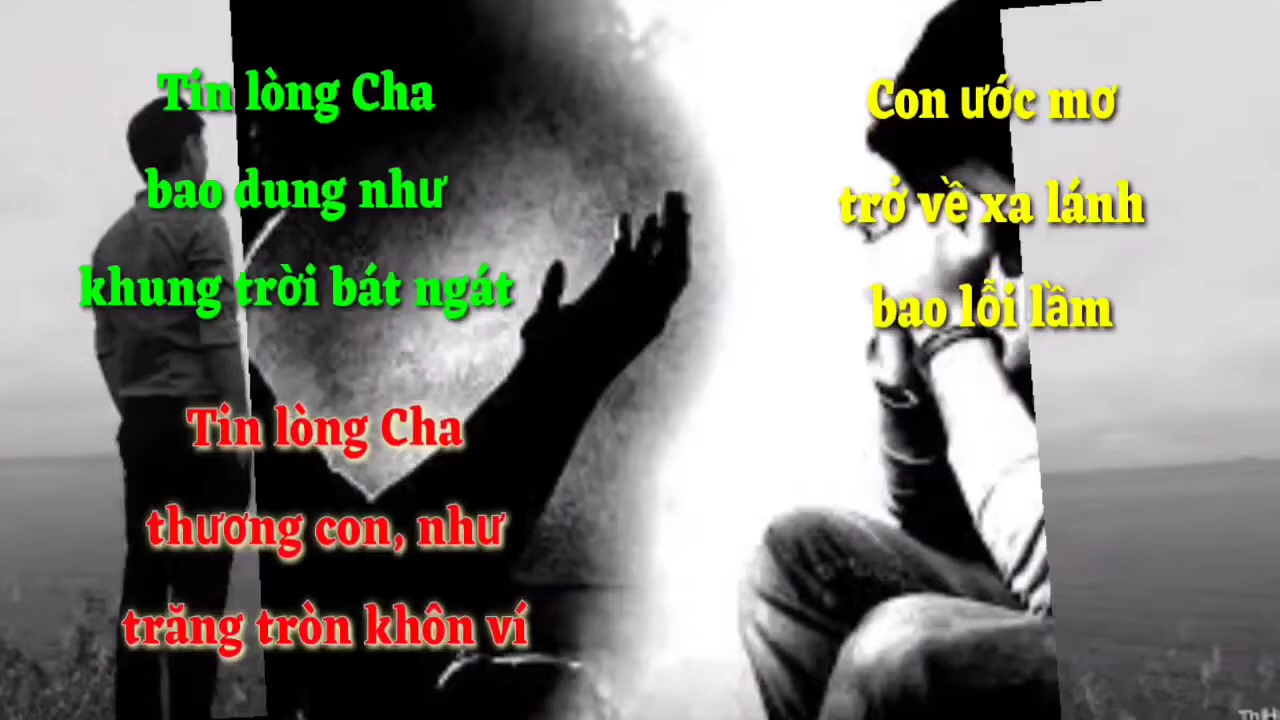 Tin lòng Cha
bao dung như
khung trời bát ngát
Tin lòng Cha
thương con, như
trăng tròn khôn ví
Con ước mơ
trở về xa lánh
bao lỗi lầm